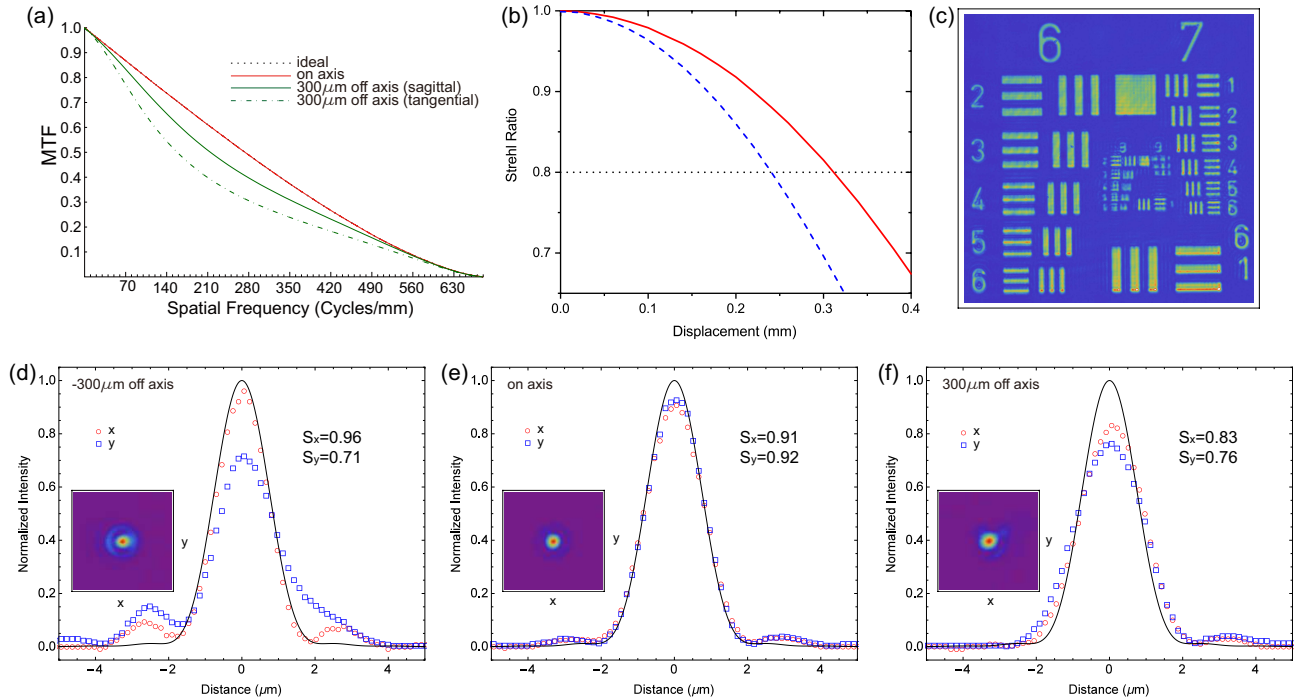 (a)
MTF
1.0
0.9
0.8
0.7
0.6
0.5
0.4
0.3
0.2
0.1
ideal
on axis
300μm off axis (sagittal)
300μm off axis (tangential)
70 140 210 280 350 420 490 560 630
Spatial Frequency (Cycles/mm)
(b)
Strehl Ratio
1.0
0.9
0.8
0.7
0.0 0.1 0.2 0.3 0.4
Displacement (mm)
(c)
6 7
2
3
4
5
6
1
2
3
4
5
6
6
1
(d)
-300μm off axis
x
y
Sx=0.96
Sy=0.71
Normalized Intensity
1.0
0.8
0.6
0.4
0.2
0.0
y
x
−4 −2 0 2 4
Distance (μm)
(e)
on axis
x
y
Sx=0.91
Sy=0.92
Normalized Intensity
1.0
0.8
0.6
0.4
0.2
0.0
y
x
−4 −2 0 2 4
Distance (μm)
(f)
300μm off axis
x
y
Sx=0.83
Sy=0.76
Normalized Intensity
1.0
0.8
0.6
0.4
0.2
0.0
y
x
−4 −2 0 2 4
Distance (μm)